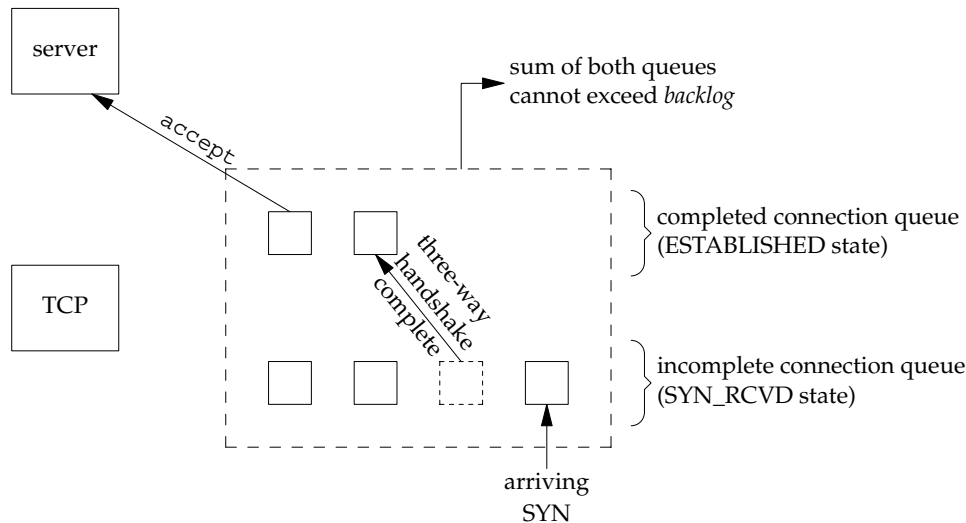 server
sum of both queues
cannot exceed backlog
accept
completed connection queue
(ESTABLISHED state)
three-way
handshake
complete
TCP
incomplete connection queue
(SYN_RCVD state)
arriving
SYN